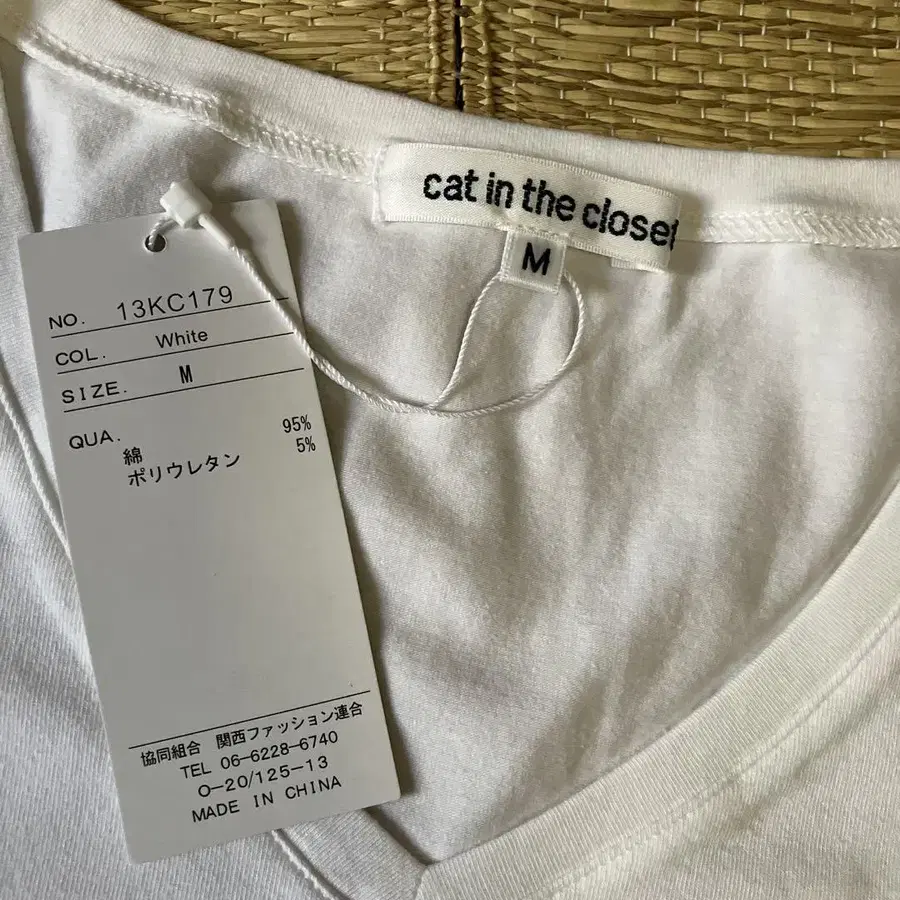 cat in the closet
M
NO. 13KC179
COL. White
SIZE. M
QUA.
綿 95%
ポリウレタン 5%
協同組合 関西ファッション連合
TEL 06-6228-6740
O-20/125-13
MADE IN CHINA